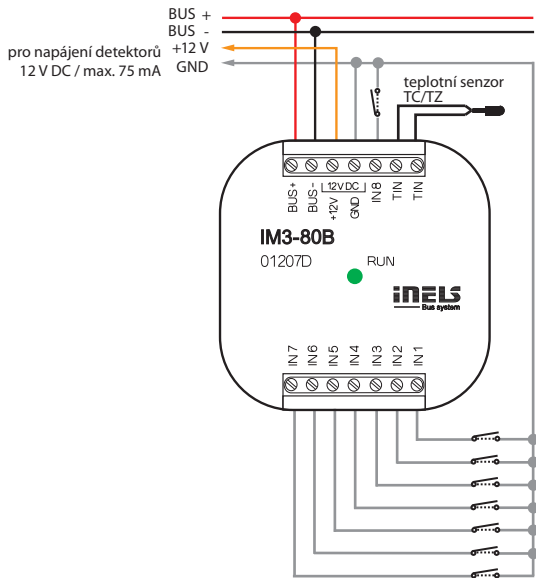 BUS +
BUS -
pro napájení detektorů
+12 V
12 V DC / max. 75 mA
GND
teplotní senzor
TC/TZ
BUS+
BUS-
12V DC
+12V
GND
IN8
TIN
TIN
IM3-80B
01207D
RUN
iNELS
Bus system
IN7
IN6
IN5
IN4
IN3
IN2
IN1